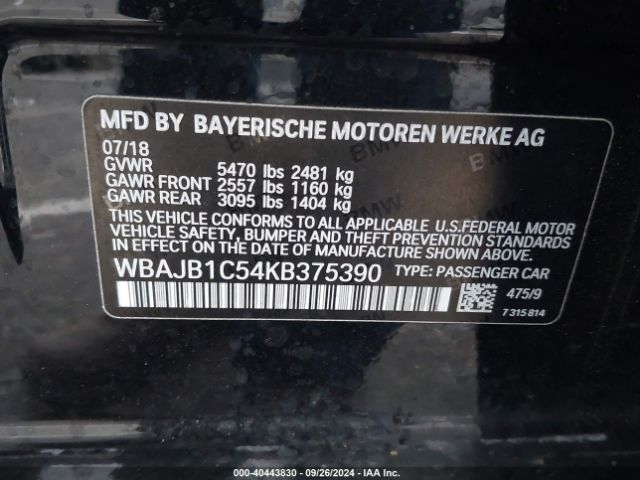 MFD BY BAYERISCHE MOTOREN WERKE AG
07/18
GVWR 5470 lbs 2481 kg
GAWR FRONT 2557 lbs 1160 kg
GAWR REAR 3095 lbs 1404 kg
THIS VEHICLE CONFORMS TO ALL APPLICABLE U.S.FEDERAL MOTOR
VEHICLE SAFETY, BUMPER AND THEFT PREVENTION STANDARDS
IN EFFECT ON THE DATE OF MANUFACTURE SHOWN ABOVE.
WBAJB1C54KB375390 TYPE: PASSENGER CAR
475/9
7 315 814
000-40443830 - 09/26/2024 - IAA Inc.